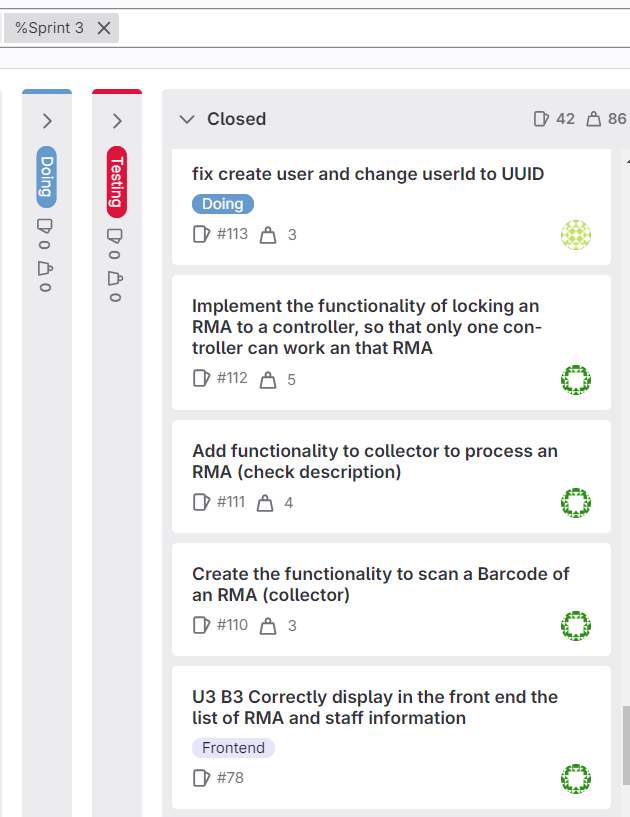 %Sprint 3
Doing
0
0
Testing
0
0
Closed
42
86
fix create user and change userId to UUID
Doing
#113
3
Implement the functionality of locking an
RMA to a controller, so that only one con-
troller can work an that RMA
#112
5
Add functionality to collector to process an
RMA (check description)
#111
4
Create the functionality to scan a Barcode of
an RMA (collector)
#110
3
U3 B3 Correctly display in the front end the
list of RMA and staff information
Frontend
#78